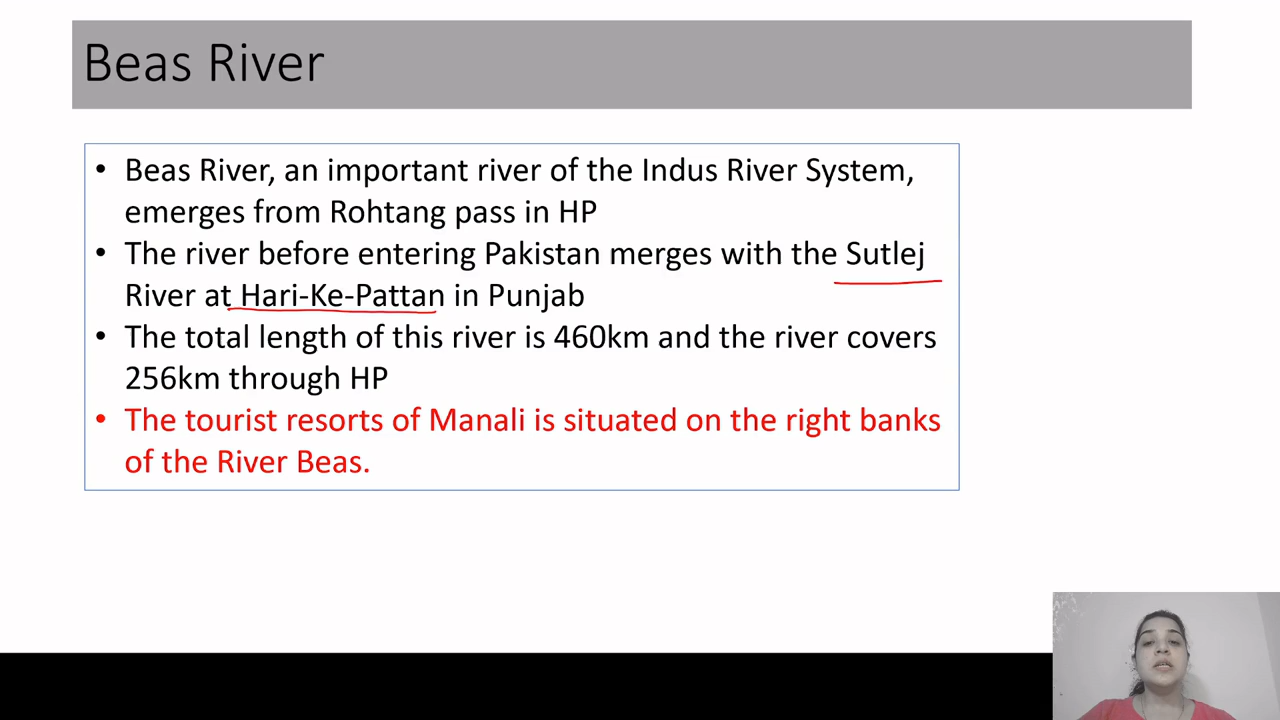 Beas River
• Beas River, an important river of the Indus River System,
emerges from Rohtang pass in HP
• The river before entering Pakistan merges with the Sutlej
River at Hari-Ke-Pattan in Punjab
• The total length of this river is 460km and the river covers
256km through HP
• The tourist resorts of Manali is situated on the right banks
of the River Beas.